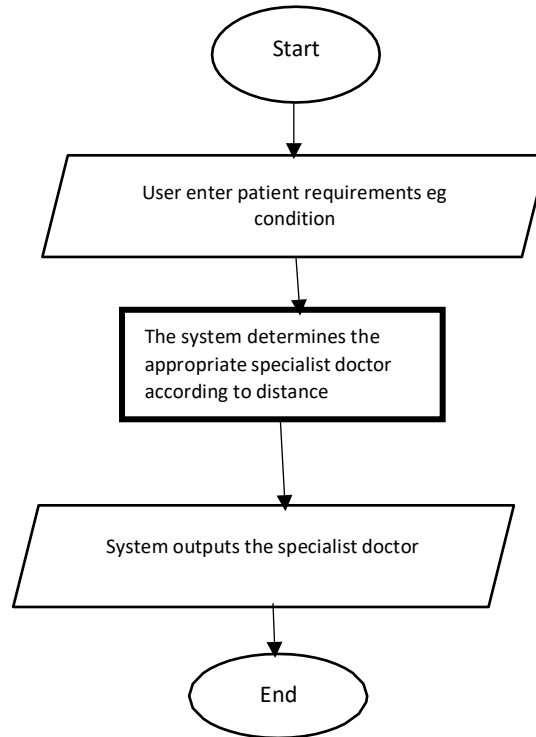 Start
User enter patient requirements eg
condition
The system determines the
appropriate specialist doctor
according to distance
System outputs the specialist doctor
End